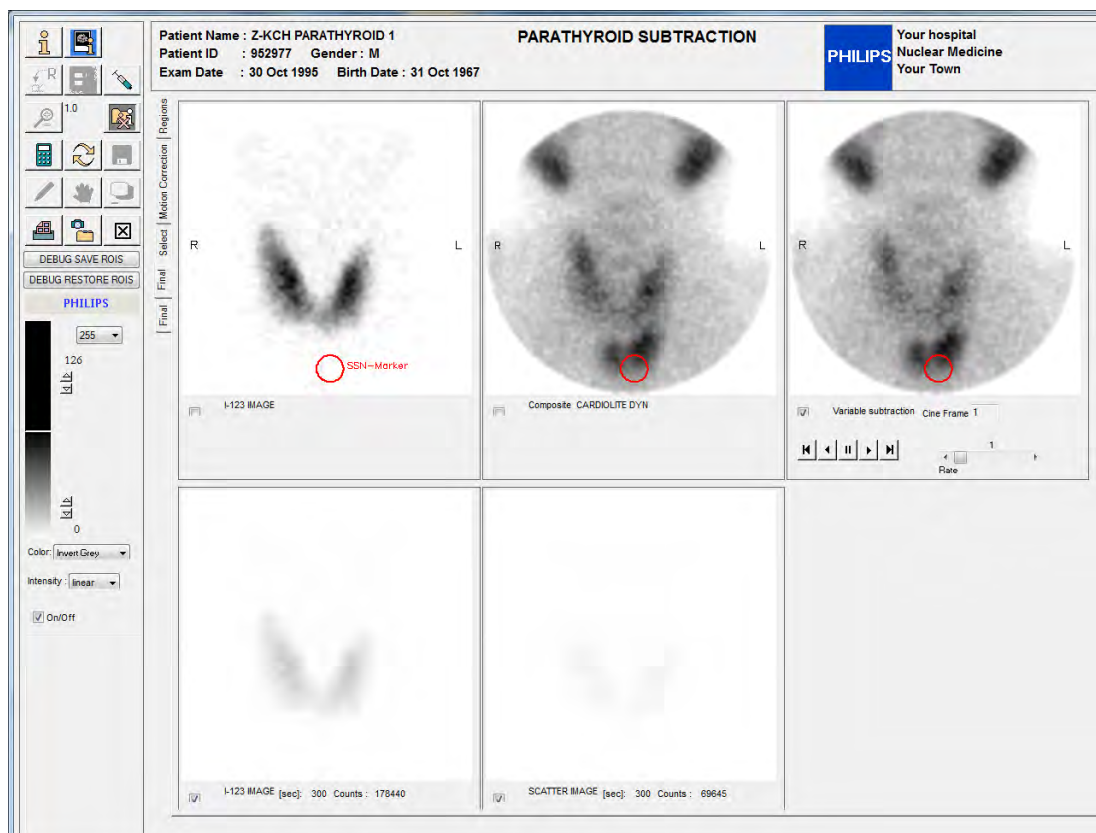 Patient Name : Z-KCH PARATHYROID 1
Patient ID : 952977 Gender : M
Exam Date : 30 Oct 1995 Birth Date : 31 Oct 1967
PARATHYROID SUBTRACTION
PHILIPS
Your hospital
Nuclear Medicine
Your Town
R
1.0
DEBUG SAVE ROIS
DEBUG RESTORE ROIS
PHILIPS
255
126
0
Color: Invert Grey
Intensity : linear
On/Off
Regions
Motion Correction
Select
Final
Final
R
L
SSN-Marker
I-123 IMAGE
R
L
Composite CARDIOLITE DYN
R
L
Variable subtraction Cine Frame 1
1
Rate
I-123 IMAGE [sec]: 300 Counts : 178440
SCATTER IMAGE [sec]: 300 Counts : 69645